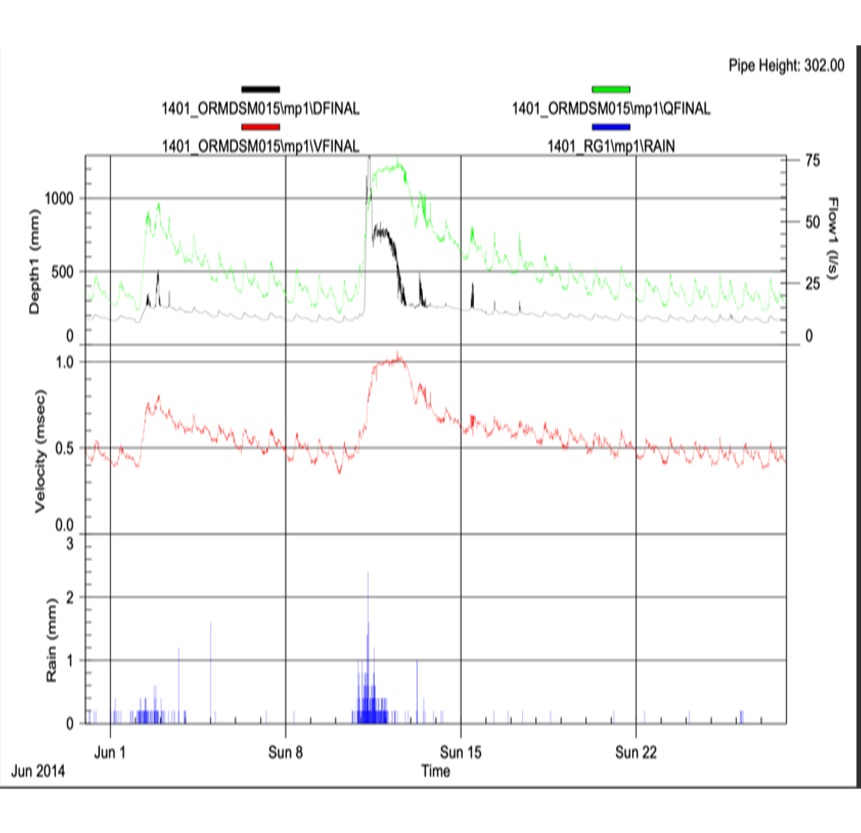 Pipe Height: 302.00
1401_ORMDSM015\mp1\DFINAL
1401_ORMDSM015\mp1\QFINAL
1401_ORMDSM015\mp1\VFINAL
1401_RG1\mp1\RAIN
Depth1 (mm)
1000
500
0
75
50
25
0
Flow1 (l/s)
Velocity (msec)
1.0
0.5
0.0
Rain (mm)
3
2
1
0
Jun 1
Sun 8
Sun 15
Sun 22
Jun 2014
Time